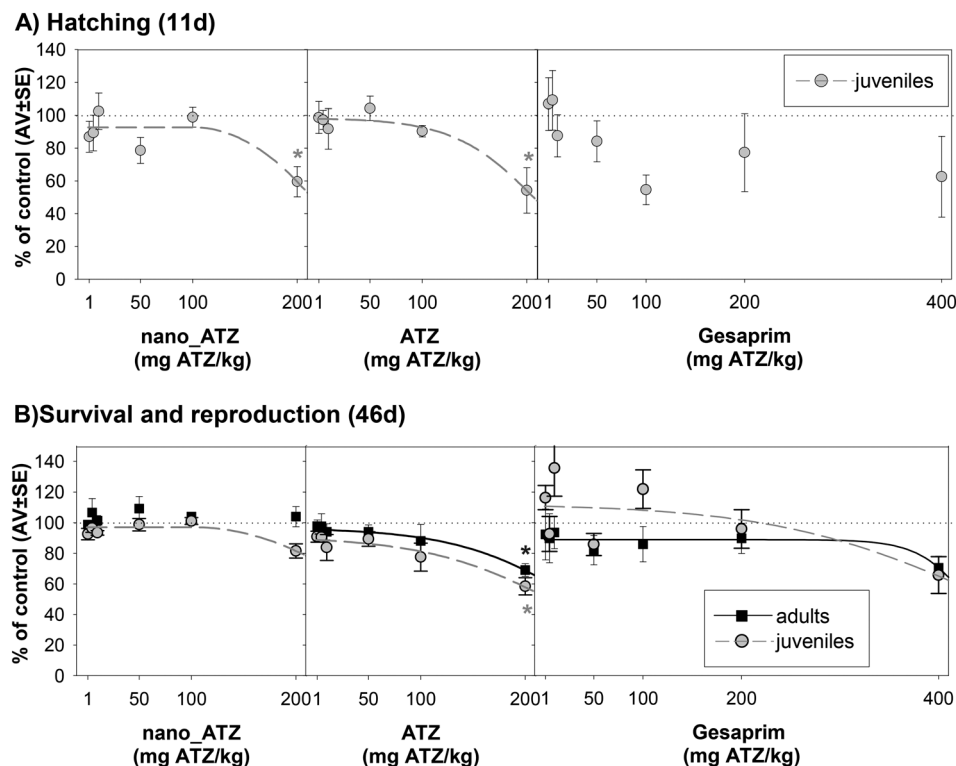 A) Hatching (11d)
% of control (AV±SE)
140
120
100
80
60
40
20
0
*
*
juveniles
1 50 100 200 1 50 100 200 1 50 100 200 400
nano_ATZ ATZ Gesaprim
(mg ATZ/kg) (mg ATZ/kg) (mg ATZ/kg)
B)Survival and reproduction (46d)
% of control (AV±SE)
140
120
100
80
60
40
20
0
*
*
adults
juveniles
1 50 100 200 1 50 100 200 1 50 100 200 400
nano_ATZ ATZ Gesaprim
(mg ATZ/kg) (mg ATZ/kg) (mg ATZ/kg)